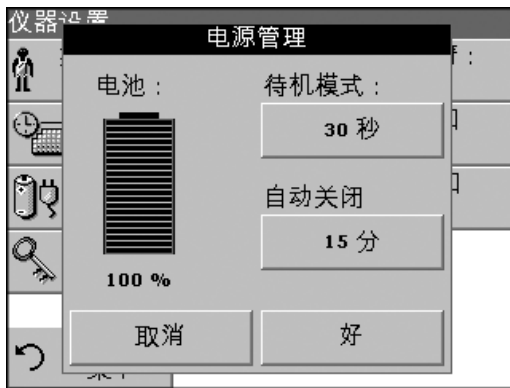 仪器设置
电源管理
电池：
待机模式：
30 秒
自动关闭
15 分
100 %
取消
好